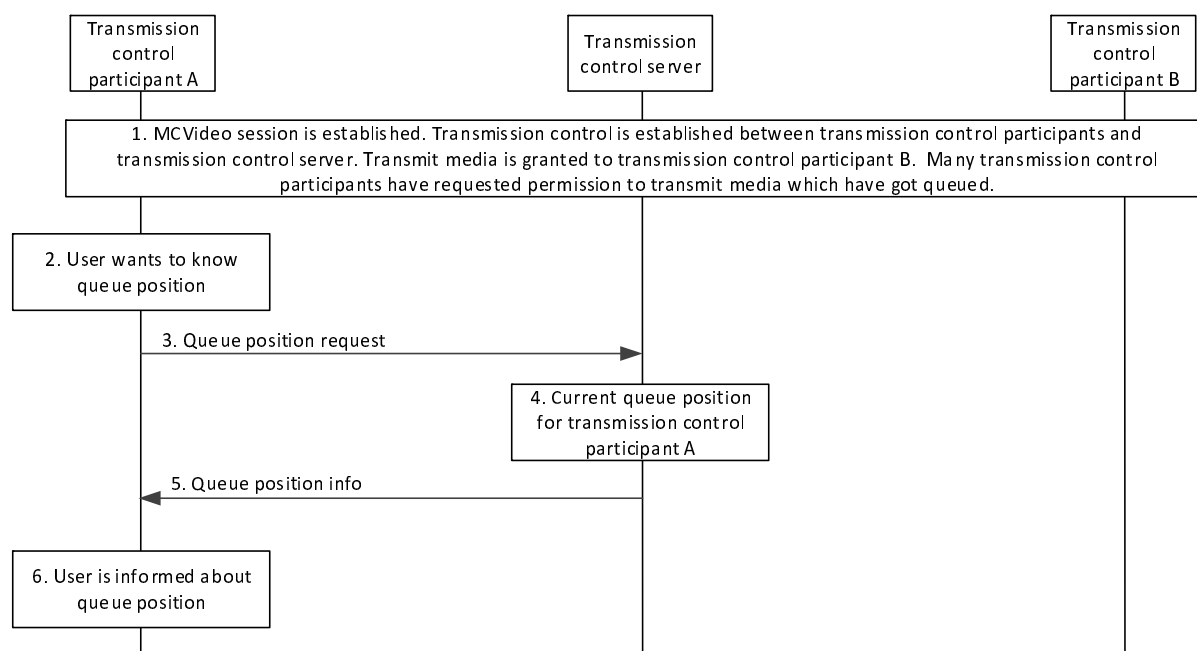 Transmission
control
participant A
Transmission
control server
Transmission
control
participant B
1. MCVideo session is established. Transmission control is established between transmission control participants and
transmission control server. Transmit media is granted to transmission control participant B.  Many transmission control
participants have requested permission to transmit media which have got queued.
2. User wants to know
queue position
3. Queue position request
4. Current queue position
for transmission control
participant A
5. Queue position info
6. User is informed about
queue position